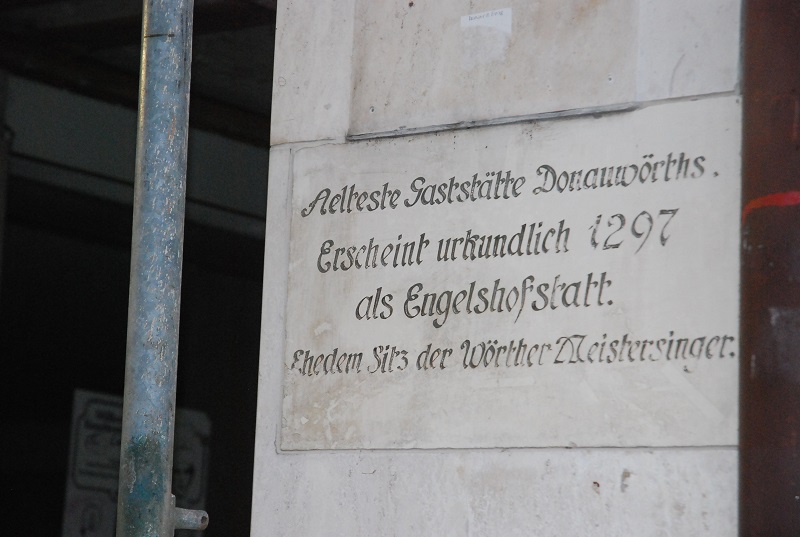 Aelteste Gaststätte Donauwörths.
Erscheint urkundlich 1297
als Engelshofstatt.
Ehedem Sitz der Wörther Meistersinger.